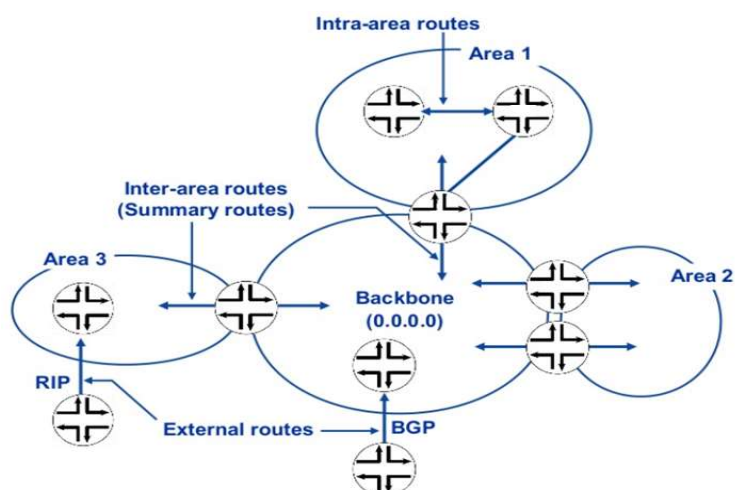 Intra-area routes
Area 1
Inter-area routes
(Summary routes)
Area 3
Area 2
Backbone
(0.0.0.0)
RIP
External routes
BGP